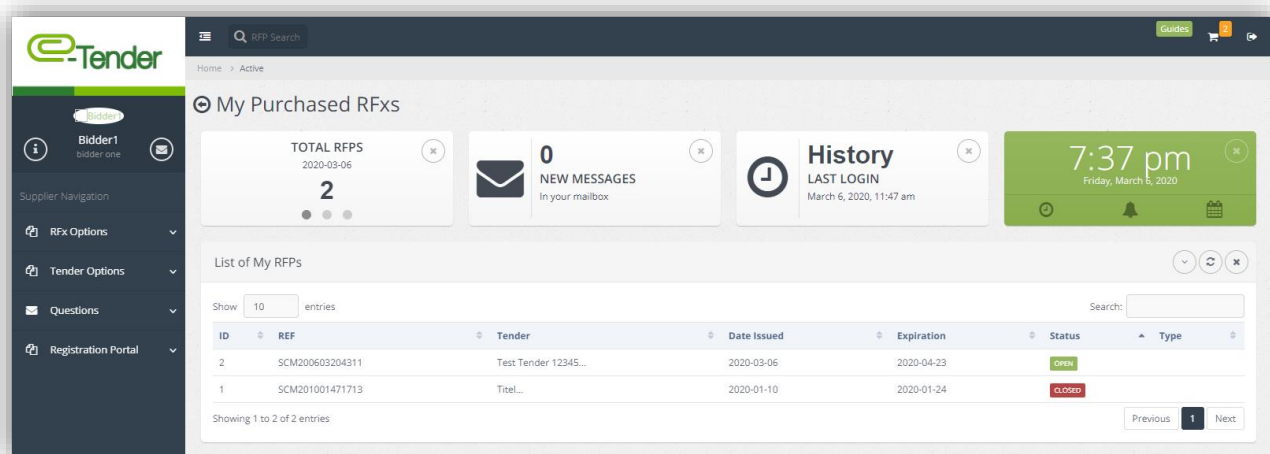 e-Tender
RFP Search
Guides
2
Home > Active
Bidder1
Bidder1
bidder one
Supplier Navigation
RFx Options
Tender Options
Questions
Registration Portal
My Purchased RFxs
TOTAL RFPS
2020-03-06
2
0
NEW MESSAGES
In your mailbox
History
LAST LOGIN
March 6, 2020, 11:47 am
7:37 pm
Friday, March 6, 2020
List of My RFPs
Show 10 entries
Search:
ID REF Tender Date Issued Expiration Status Type
2 SCM200603204311 Test Tender 12345... 2020-03-06 2020-04-23 OPEN
1 SCM201001471713 Titel... 2020-01-10 2020-01-24 CLOSED
Showing 1 to 2 of 2 entries
Previous 1 Next